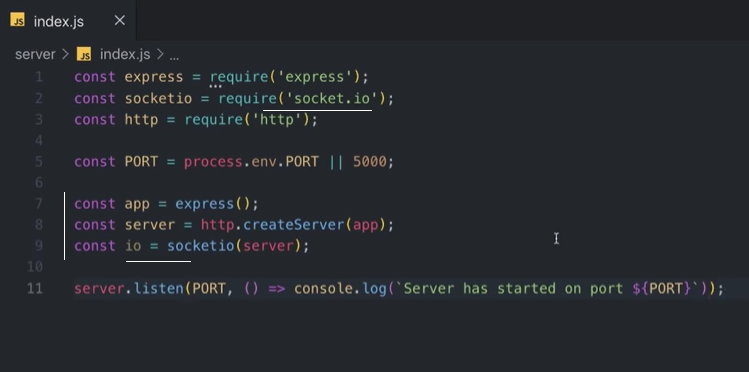 JS index.js ×
server > JS index.js > ...
1 const express = require('express');
2 const socketio = require('socket.io');
3 const http = require('http');
4
5 const PORT = process.env.PORT || 5000;
6
7 const app = express();
8 const server = http.createServer(app);
9 const io = socketio(server);
10
11 server.listen(PORT, () => console.log(`Server has started on port ${PORT}`));